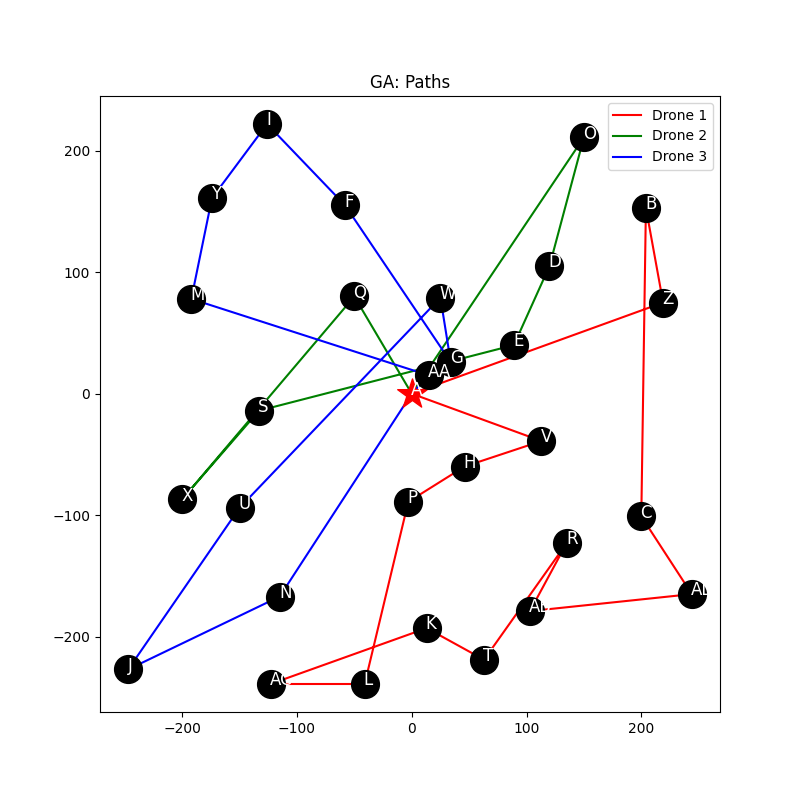 GA: Paths
Drone 1
Drone 2
Drone 3
I
O
Y
F
B
D
M
Q
W
Z
E
G
AA
A
S
V
H
X
U
P
C
R
N
K
T
J
L
200
100
0
−100
−200
−200
−100
0
100
200